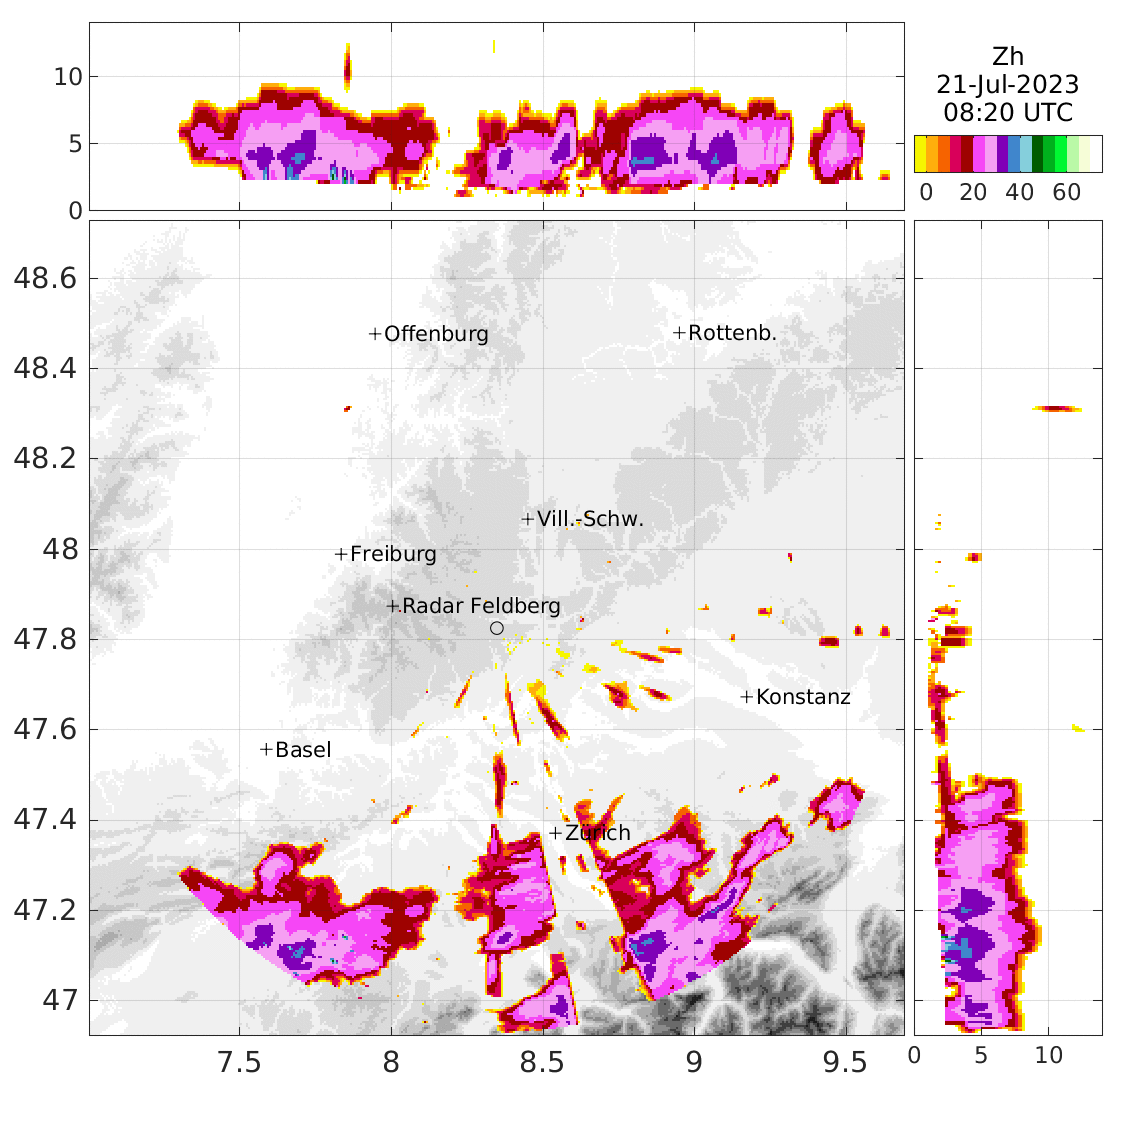 10
5
0
Zh
21-Jul-2023
08:20 UTC
0 20 40 60
48.6
48.4
48.2
48
47.8
47.6
47.4
47.2
47
+Offenburg
+Rottenb.
+Vill.-Schw.
+Freiburg
+Radar Feldberg
+Konstanz
+Basel
+Zürich
7.5 8 8.5 9 9.5
0 5 10